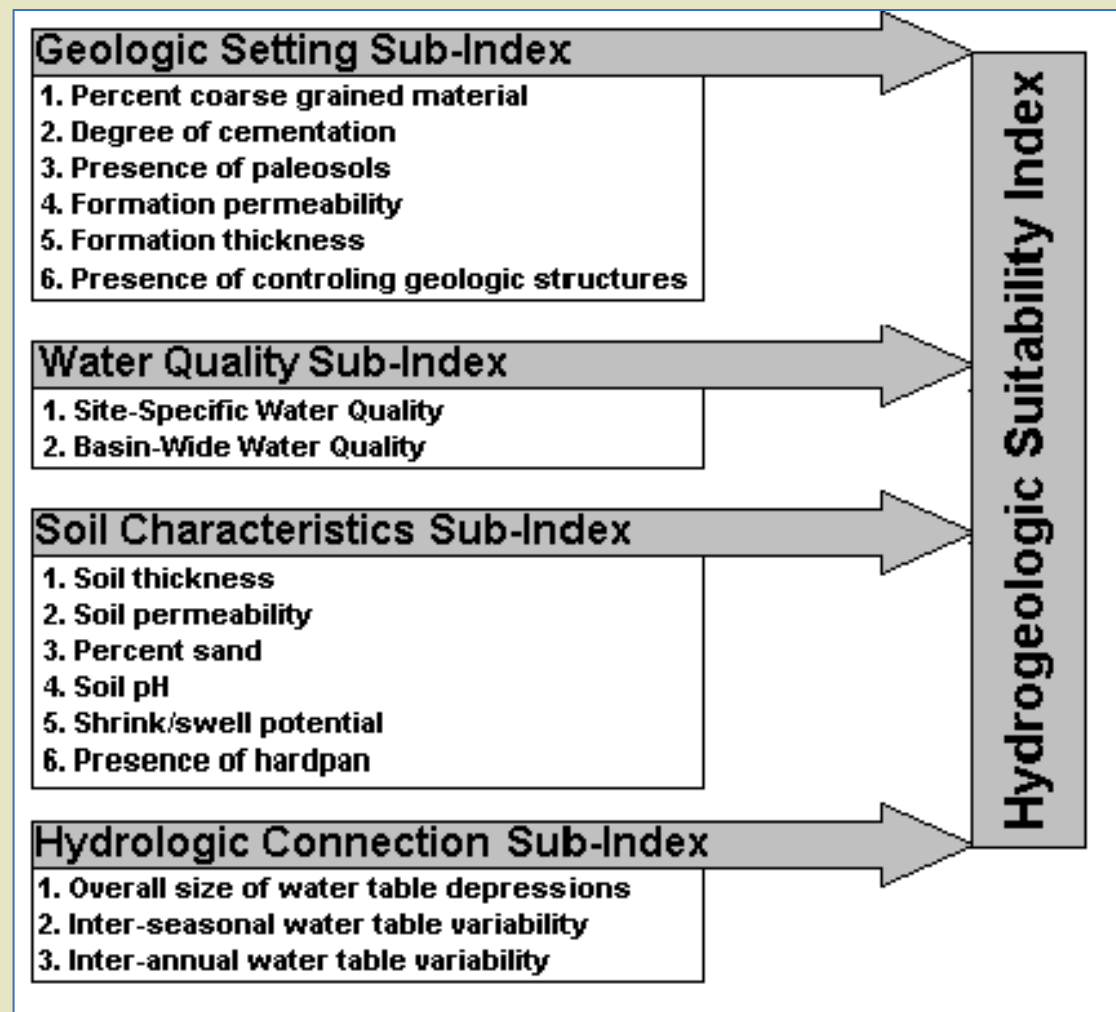 Geologic Setting Sub-Index
1. Percent coarse grained material
2. Degree of cementation
3. Presence of paleosols
4. Formation permeability
5. Formation thickness
6. Presence of controling geologic structures
Water Quality Sub-Index
1. Site-Specific Water Quality
2. Basin-Wide Water Quality
Soil Characteristics Sub-Index
1. Soil thickness
2. Soil permeability
3. Percent sand
4. Soil pH
5. Shrink/swell potential
6. Presence of hardpan
Hydrologic Connection Sub-Index
1. Overall size of water table depressions
2. Inter-seasonal water table variability
3. Inter-annual water table variability
Hydrogeologic Suitability Index